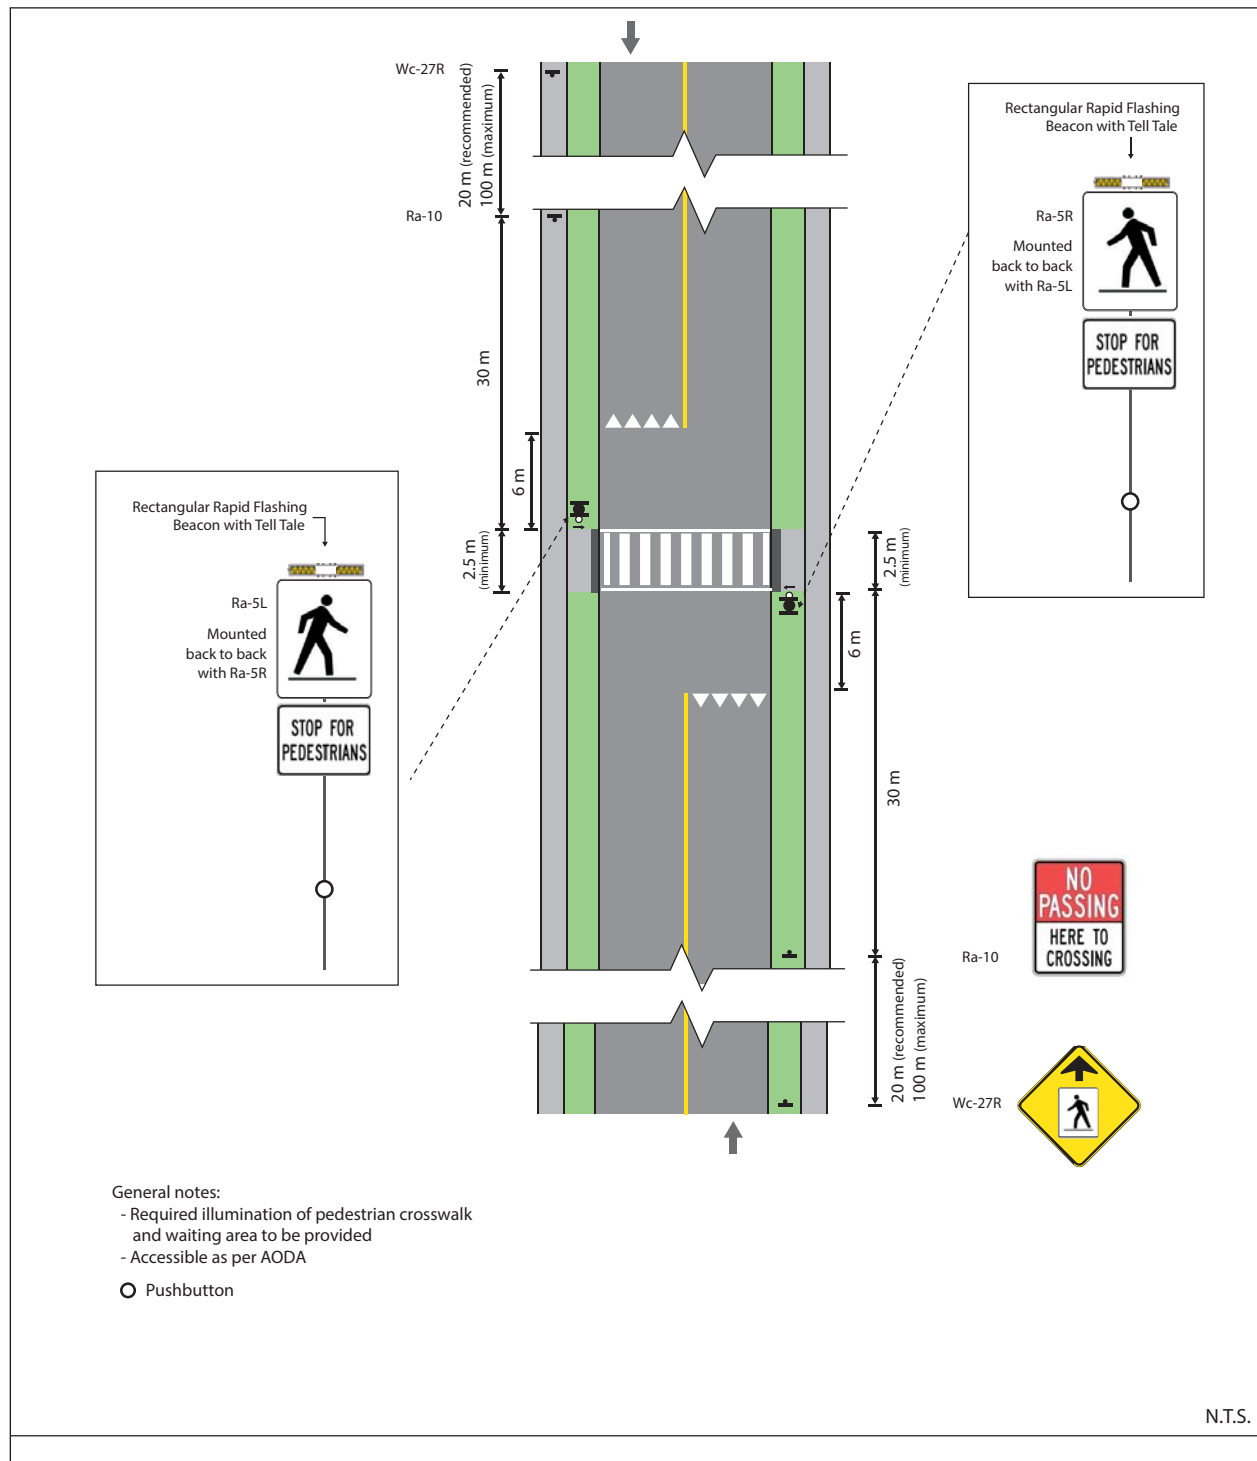 Wc-27R
20 m (recommended)
100 m (maximum)
Ra-10
30 m
6 m
2.5 m
(minimum)
Rectangular Rapid Flashing
Beacon with Tell Tale
Ra-5R
Mounted
back to back
with Ra-5L
STOP FOR
PEDESTRIANS
Rectangular Rapid Flashing
Beacon with Tell Tale
Ra-5L
Mounted
back to back
with Ra-5R
STOP FOR
PEDESTRIANS
2.5 m
(minimum)
6 m
30 m
Ra-10
20 m (recommended)
100 m (maximum)
Wc-27R
NO
PASSING
HERE TO
CROSSING
General notes:
- Required illumination of pedestrian crosswalk
and waiting area to be provided
- Accessible as per AODA
Pushbutton
N.T.S.